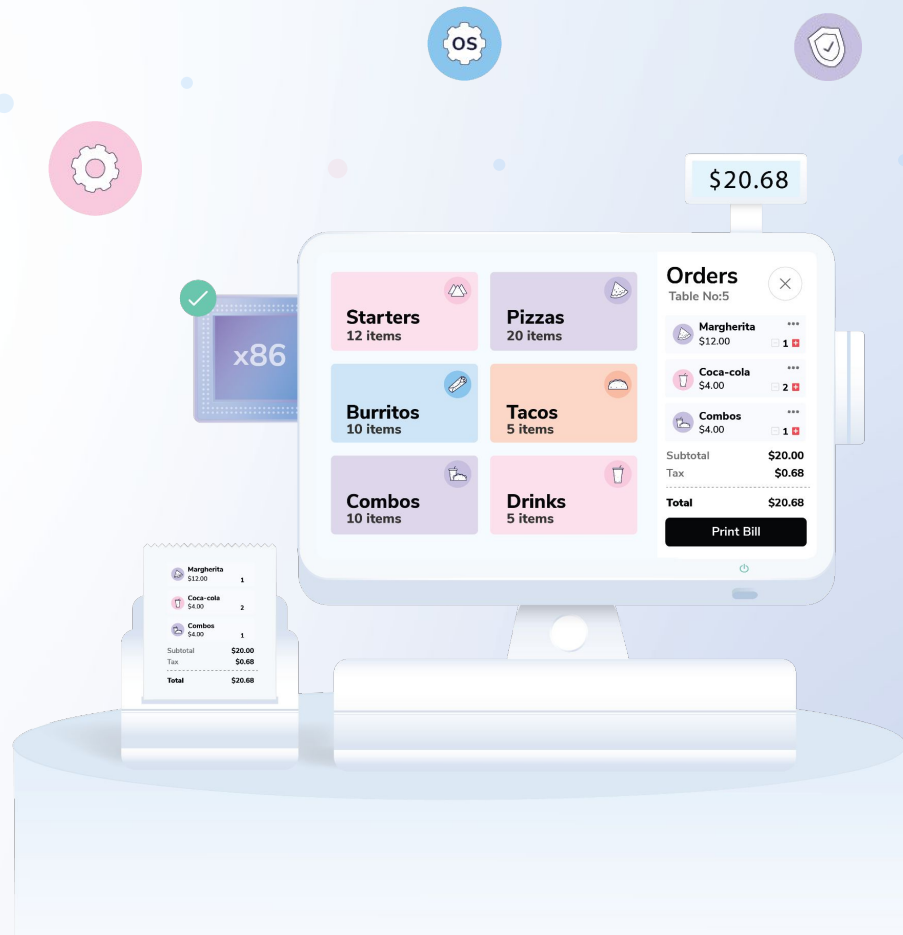 OS
$20.68
x86
Starters
12 items
Pizzas
20 items
Burritos
10 items
Tacos
5 items
Combos
10 items
Drinks
5 items
Orders
Table No:5
Margherita
$12.00
1
Coca-cola
$4.00
2
Combos
$4.00
1
Subtotal $20.00
Tax $0.68
Total $20.68
Print Bill
Margherita
$12.00 1
Coca-cola
$4.00 2
Combos
$4.00 1
Subtotal $20.00
Tax $0.68
Total $20.68